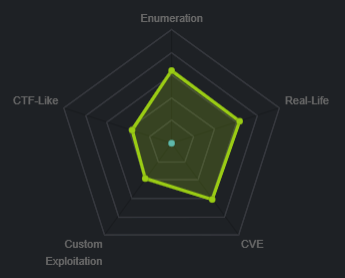 Enumeration
CTF-Like
Real-Life
Custom
Exploitation
CVE